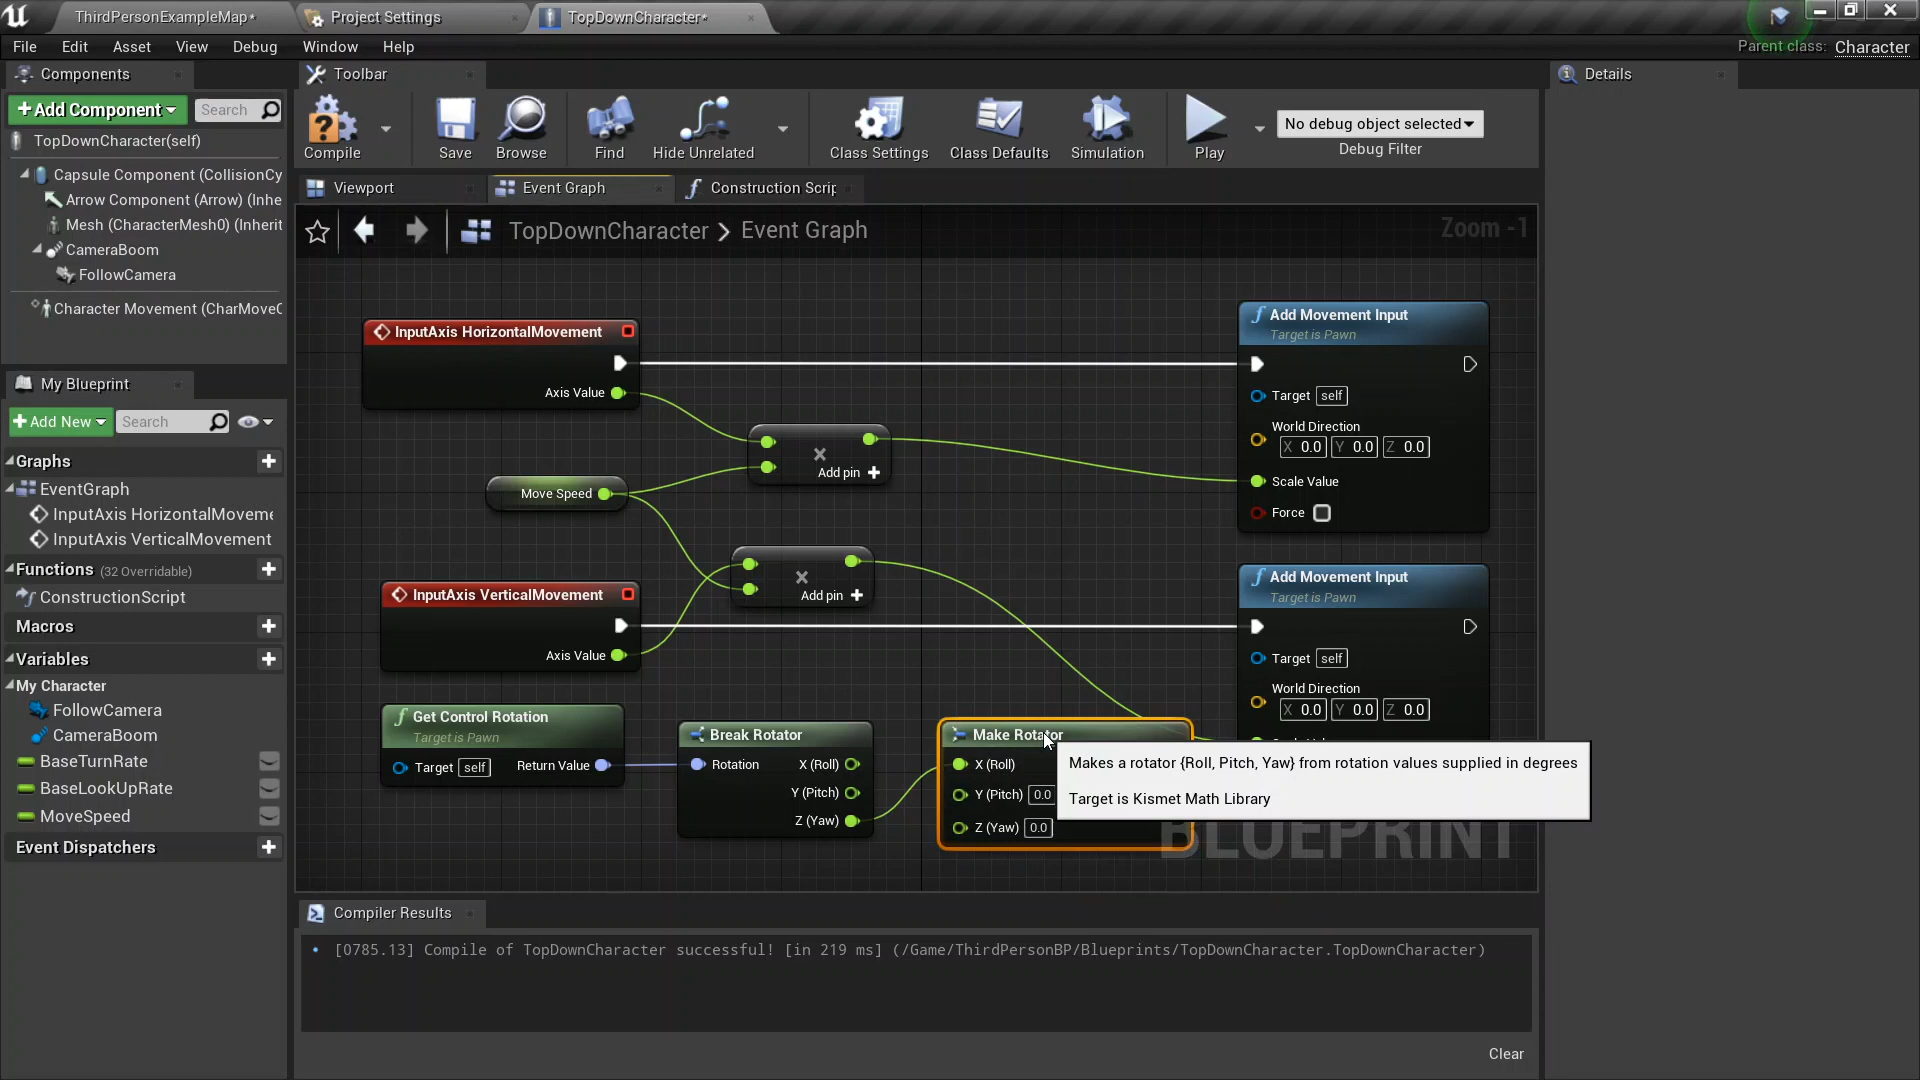 ThirdPersonExampleMap*
Project Settings
TopDownCharacter*
File Edit Asset View Debug Window Help
Parent class: Character
Components
+Add Component
Search
TopDownCharacter(self)
Capsule Component (CollisionCy
Arrow Component (Arrow) (Inhe
Mesh (CharacterMesh0) (Inherit
CameraBoom
FollowCamera
Character Movement (CharMoveC
My Blueprint
+Add New
Search
Graphs
EventGraph
InputAxis HorizontalMoveme
InputAxis VerticalMovement
Functions (32 Overridable)
ConstructionScript
Macros
Variables
My Character
FollowCamera
CameraBoom
BaseTurnRate
BaseLookUpRate
MoveSpeed
Event Dispatchers
Toolbar
Compile
Save
Browse
Find
Hide Unrelated
Class Settings
Class Defaults
Simulation
Play
No debug object selected
Debug Filter
Viewport
Event Graph
Construction Scrip
TopDownCharacter > Event Graph
Zoom -1
InputAxis HorizontalMovement
Axis Value
Move Speed
Add pin +
Add pin +
InputAxis VerticalMovement
Axis Value
Get Control Rotation
Target is Pawn
Target self Return Value
Break Rotator
Rotation X (Roll)
Y (Pitch)
Z (Yaw)
Make Rotator
X (Roll)
Y (Pitch) 0.0
Z (Yaw) 0.0
Makes a rotator {Roll, Pitch, Yaw} from rotation values supplied in degrees
Target is Kismet Math Library
Add Movement Input
Target is Pawn
Target self
World Direction
X 0.0 Y 0.0 Z 0.0
Scale Value
Force
Add Movement Input
Target is Pawn
Target self
World Direction
X 0.0 Y 0.0 Z 0.0
BLUEPRINT
Compiler Results
[0785.13] Compile of TopDownCharacter successful! [in 219 ms] (/Game/ThirdPersonBP/Blueprints/TopDownCharacter.TopDownCharacter)
Clear
Details